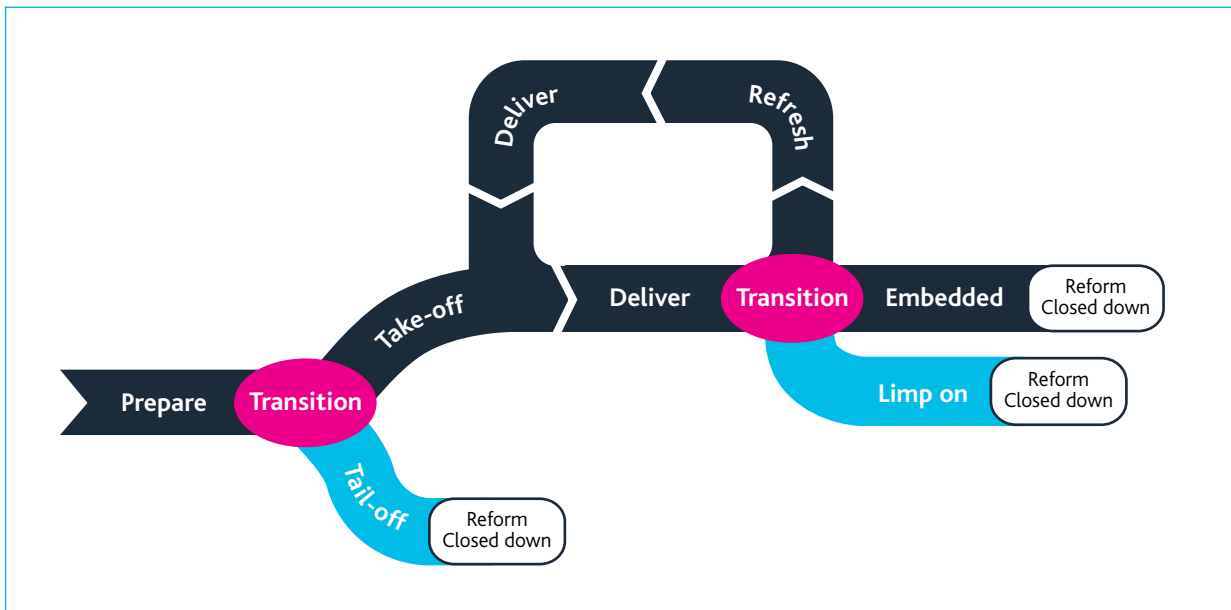 Deliver
Refresh
Take-off
Deliver
Transition
Embedded
Reform
Closed down
Limp on
Reform
Closed down
Prepare
Transition
Tail-off
Reform
Closed down